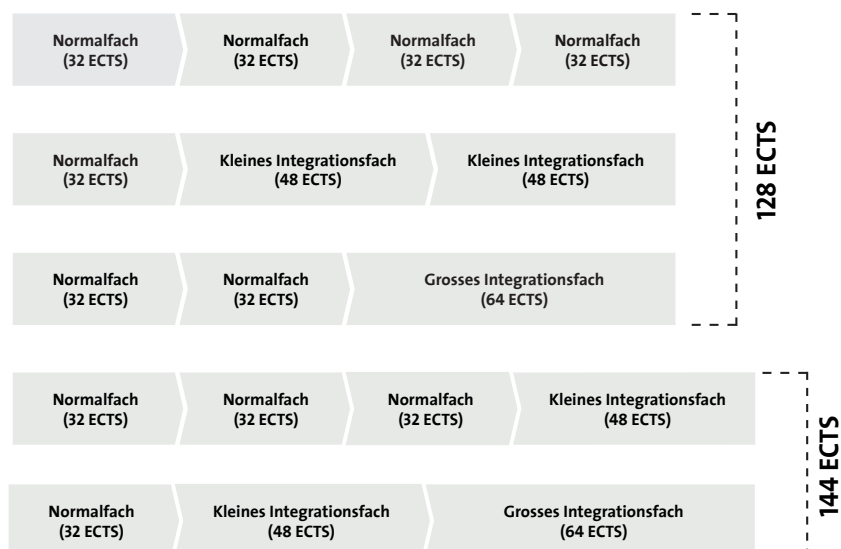 Normalfach
(32 ECTS)
Normalfach
(32 ECTS)
Normalfach
(32 ECTS)
Normalfach
(32 ECTS)
Normalfach
(32 ECTS)
Kleines Integrationsfach
(48 ECTS)
Kleines Integrationsfach
(48 ECTS)
Normalfach
(32 ECTS)
Normalfach
(32 ECTS)
Grosses Integrationsfach
(64 ECTS)
128 ECTS
Normalfach
(32 ECTS)
Normalfach
(32 ECTS)
Normalfach
(32 ECTS)
Kleines Integrationsfach
(48 ECTS)
Normalfach
(32 ECTS)
Kleines Integrationsfach
(48 ECTS)
Grosses Integrationsfach
(64 ECTS)
144 ECTS